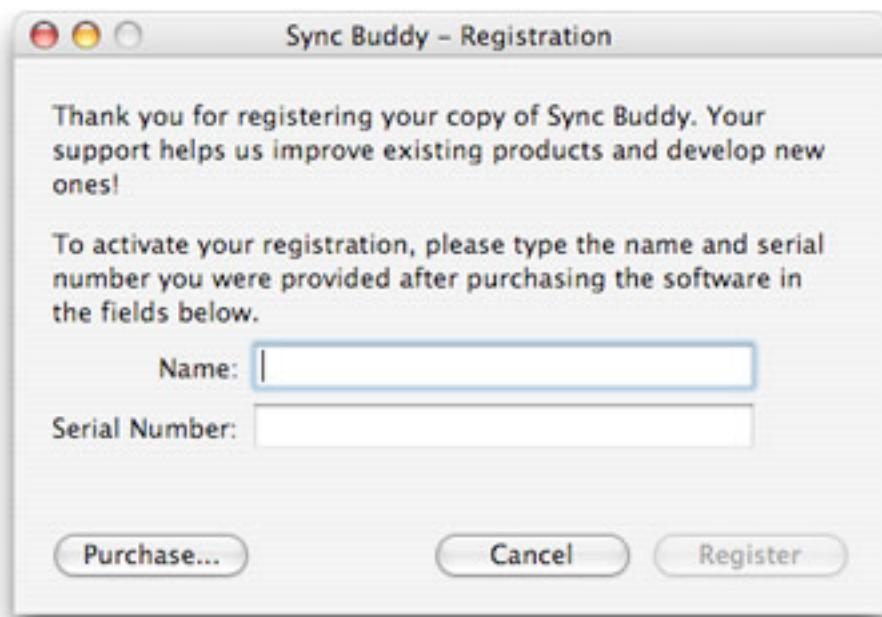 Sync Buddy – Registration
Thank you for registering your copy of Sync Buddy. Your
support helps us improve existing products and develop new
ones!
To activate your registration, please type the name and serial
number you were provided after purchasing the software in
the fields below.
Name:
Serial Number:
Purchase... Cancel Register